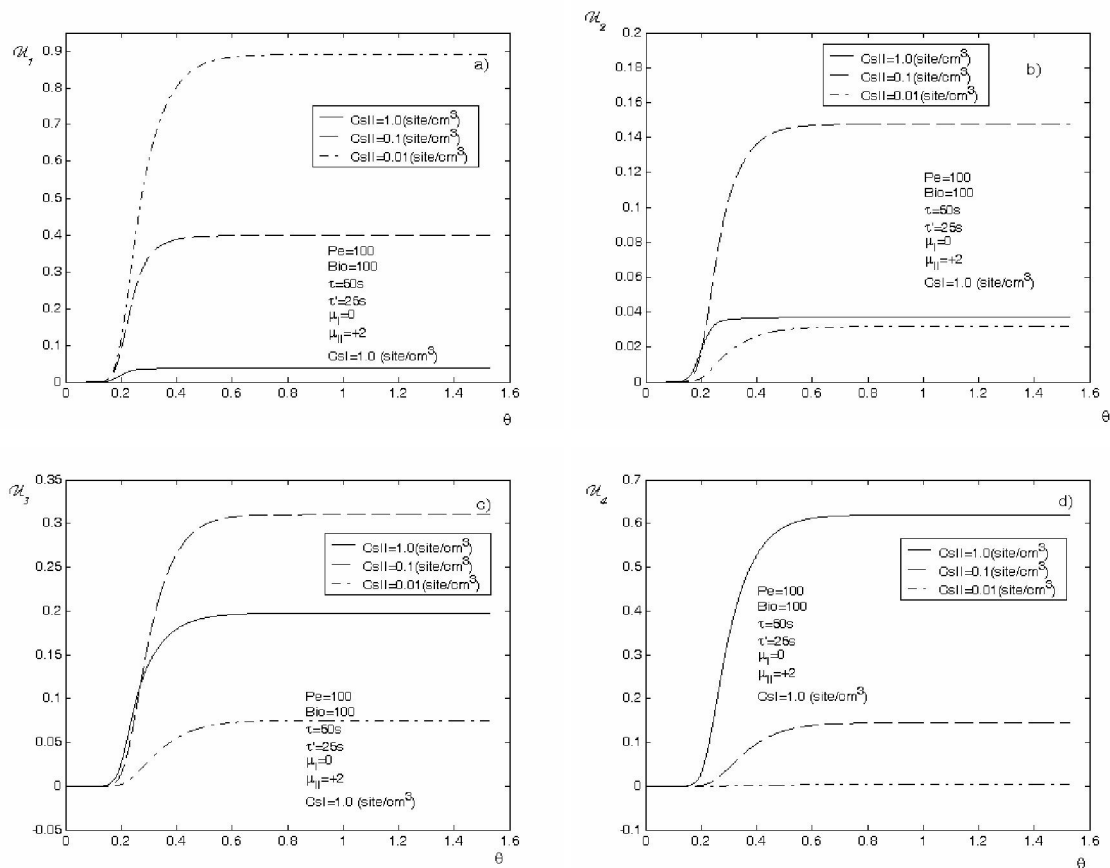 𝒰1
a)
0.9
0.8
0.7
0.6
0.5
0.4
0.3
0.2
0.1
0
CsII=1.0(site/cm³)
CsII=0.1(site/cm³)
CsII=0.01(site/cm³)
Pe=100
Bio=100
τ=50s
τ'=25s
μI=0
μII=+2
CsI=1.0 (site/cm³)
0 0.2 0.4 0.6 0.8 1 1.2 1.4 1.6
θ
𝒰2
b)
0.2
0.18
0.16
0.14
0.12
0.1
0.08
0.06
0.04
0.02
0
CsII=1.0(site/cm³)
CsII=0.1(site/cm³)
CsII=0.01(site/cm³)
Pe=100
Bio=100
τ=50s
τ'=25s
μI=0
μII=+2
CsI=1.0 (site/cm³)
0 0.2 0.4 0.6 0.8 1 1.2 1.4 1.6
θ
𝒰3
c)
0.35
0.3
0.25
0.2
0.15
0.1
0.05
0
-0.05
CsII=1.0(site/cm³)
CsII=0.1(site/cm³)
CsII=0.01(site/cm³)
Pe=100
Bio=100
τ=50s
τ'=25s
μI=0
μII=+2
CsI=1.0 (site/cm³)
0 0.2 0.4 0.6 0.8 1 1.2 1.4 1.6
θ
𝒰4
d)
0.7
0.6
0.5
0.4
0.3
0.2
0.1
0
-0.1
CsII=1.0(site/cm³)
CsII=0.1(site/cm³)
CsII=0.01(site/cm³)
Pe=100
Bio=100
τ=50s
τ'=25s
μI=0
μII=+2
CsI=1.0 (site/cm³)
0 0.2 0.4 0.6 0.8 1 1.2 1.4 1.6
θ